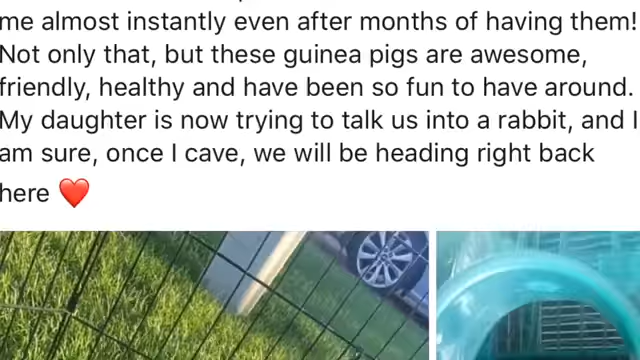 me almost instantly even after months of having them!
Not only that, but these guinea pigs are awesome,
friendly, healthy and have been so fun to have around.
My daughter is now trying to talk us into a rabbit, and I
am sure, once I cave, we will be heading right back
here ❤️